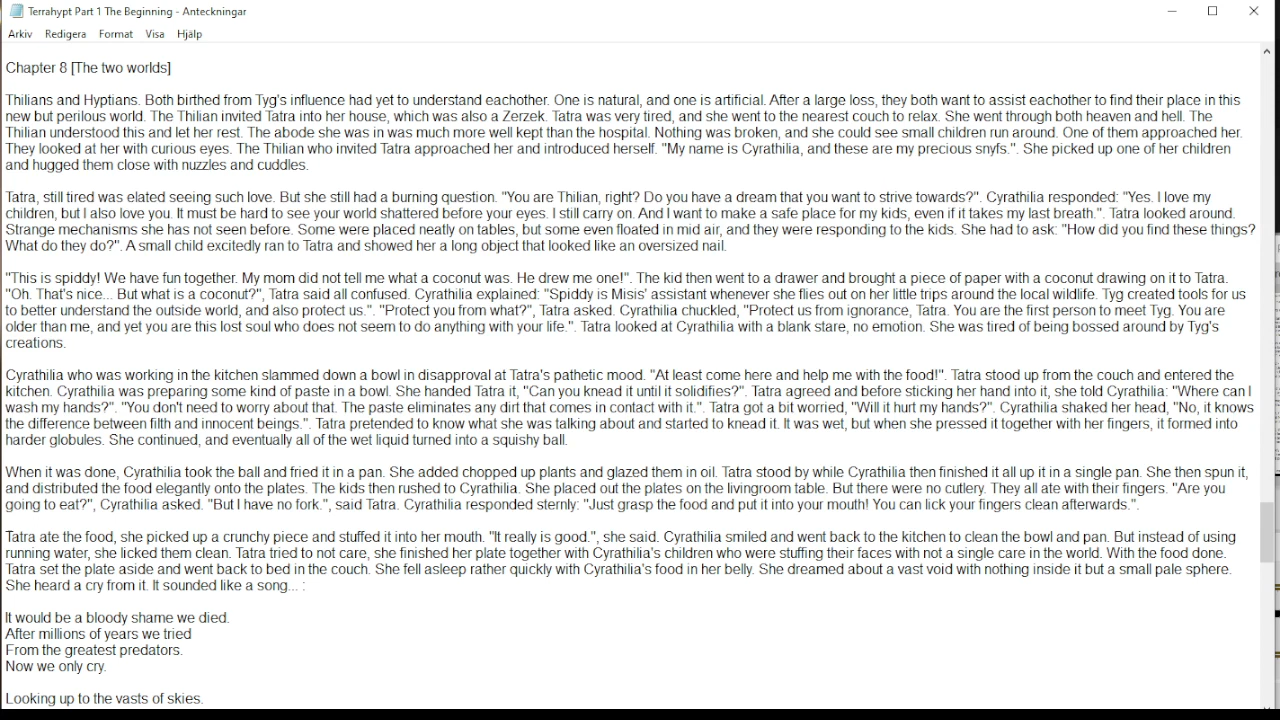 Terrahypt Part 1 The Beginning - Anteckningar
Arkiv Redigera Format Visa Hjälp
Chapter 8 [The two worlds]
Thilians and Hyptians. Both birthed from Tyg's influence had yet to understand eachother. One is natural, and one is artificial. After a large loss, they both want to assist eachother to find their place in this
new but perilous world. The Thilian invited Tatra into her house, which was also a Zerzek. Tatra was very tired, and she went to the nearest couch to relax. She went through both heaven and hell. The
Thilian understood this and let her rest. The abode she was in was much more well kept than the hospital. Nothing was broken, and she could see small children run around. One of them approached her.
They looked at her with curious eyes. The Thilian who invited Tatra approached her and introduced herself. "My name is Cyrathilia, and these are my precious snyfs.". She picked up one of her children
and hugged them close with nuzzles and cuddles.
Tatra, still tired was elated seeing such love. But she still had a burning question. "You are Thilian, right? Do you have a dream that you want to strive towards?". Cyrathilia responded: "Yes. I love my
children, but I also love you. It must be hard to see your world shattered before your eyes. I still carry on. And I want to make a safe place for my kids, even if it takes my last breath.". Tatra looked around.
Strange mechanisms she has not seen before. Some were placed neatly on tables, but some even floated in mid air, and they were responding to the kids. She had to ask: "How did you find these things?
What do they do?". A small child excitedly ran to Tatra and showed her a long object that looked like an oversized nail.
"This is spiddy! We have fun together. My mom did not tell me what a coconut was. He drew me one!". The kid then went to a drawer and brought a piece of paper with a coconut drawing on it to Tatra.
"Oh. That's nice... But what is a coconut?", Tatra said all confused. Cyrathilia explained: "Spiddy is Misis' assistant whenever she flies out on her little trips around the local wildlife. Tyg created tools for us
to better understand the outside world, and also protect us.". "Protect you from what?", Tatra asked. Cyrathilia chuckled, "Protect us from ignorance, Tatra. You are the first person to meet Tyg. You are
older than me, and yet you are this lost soul who does not seem to do anything with your life.". Tatra looked at Cyrathilia with a blank stare, no emotion. She was tired of being bossed around by Tyg's
creations.
Cyrathilia who was working in the kitchen slammed down a bowl in disapproval at Tatra's pathetic mood. "At least come here and help me with the food!". Tatra stood up from the couch and entered the
kitchen. Cyrathilia was preparing some kind of paste in a bowl. She handed Tatra it, "Can you knead it until it solidifies?". Tatra agreed and before sticking her hand into it, she told Cyrathilia: "Where can I
wash my hands?". "You don't need to worry about that. The paste eliminates any dirt that comes in contact with it.". Tatra got a bit worried, "Will it hurt my hands?". Cyrathilia shaked her head, "No, it knows
the difference between filth and innocent beings.". Tatra pretended to know what she was talking about and started to knead it. It was wet, but when she pressed it together with her fingers, it formed into
harder globules. She continued, and eventually all of the wet liquid turned into a squishy ball.
When it was done, Cyrathilia took the ball and fried it in a pan. She added chopped up plants and glazed them in oil. Tatra stood by while Cyrathilia then finished it all up it in a single pan. She then spun it,
and distributed the food elegantly onto the plates. The kids then rushed to Cyrathilia. She placed out the plates on the livingroom table. But there were no cutlery. They all ate with their fingers. "Are you
going to eat?", Cyrathilia asked. "But I have no fork.", said Tatra. Cyrathilia responded sternly: "Just grasp the food and put it into your mouth! You can lick your fingers clean afterwards.".
Tatra ate the food, she picked up a crunchy piece and stuffed it into her mouth. "It really is good.", she said. Cyrathilia smiled and went back to the kitchen to clean the bowl and pan. But instead of using
running water, she licked them clean. Tatra tried to not care, she finished her plate together with Cyrathilia's children who were stuffing their faces with not a single care in the world. With the food done.
Tatra set the plate aside and went back to bed in the couch. She fell asleep rather quickly with Cyrathilia's food in her belly. She dreamed about a vast void with nothing inside it but a small pale sphere.
She heard a cry from it. It sounded like a song... :
It would be a bloody shame we died.
After millions of years we tried
From the greatest predators.
Now we only cry.
Looking up to the vasts of skies.